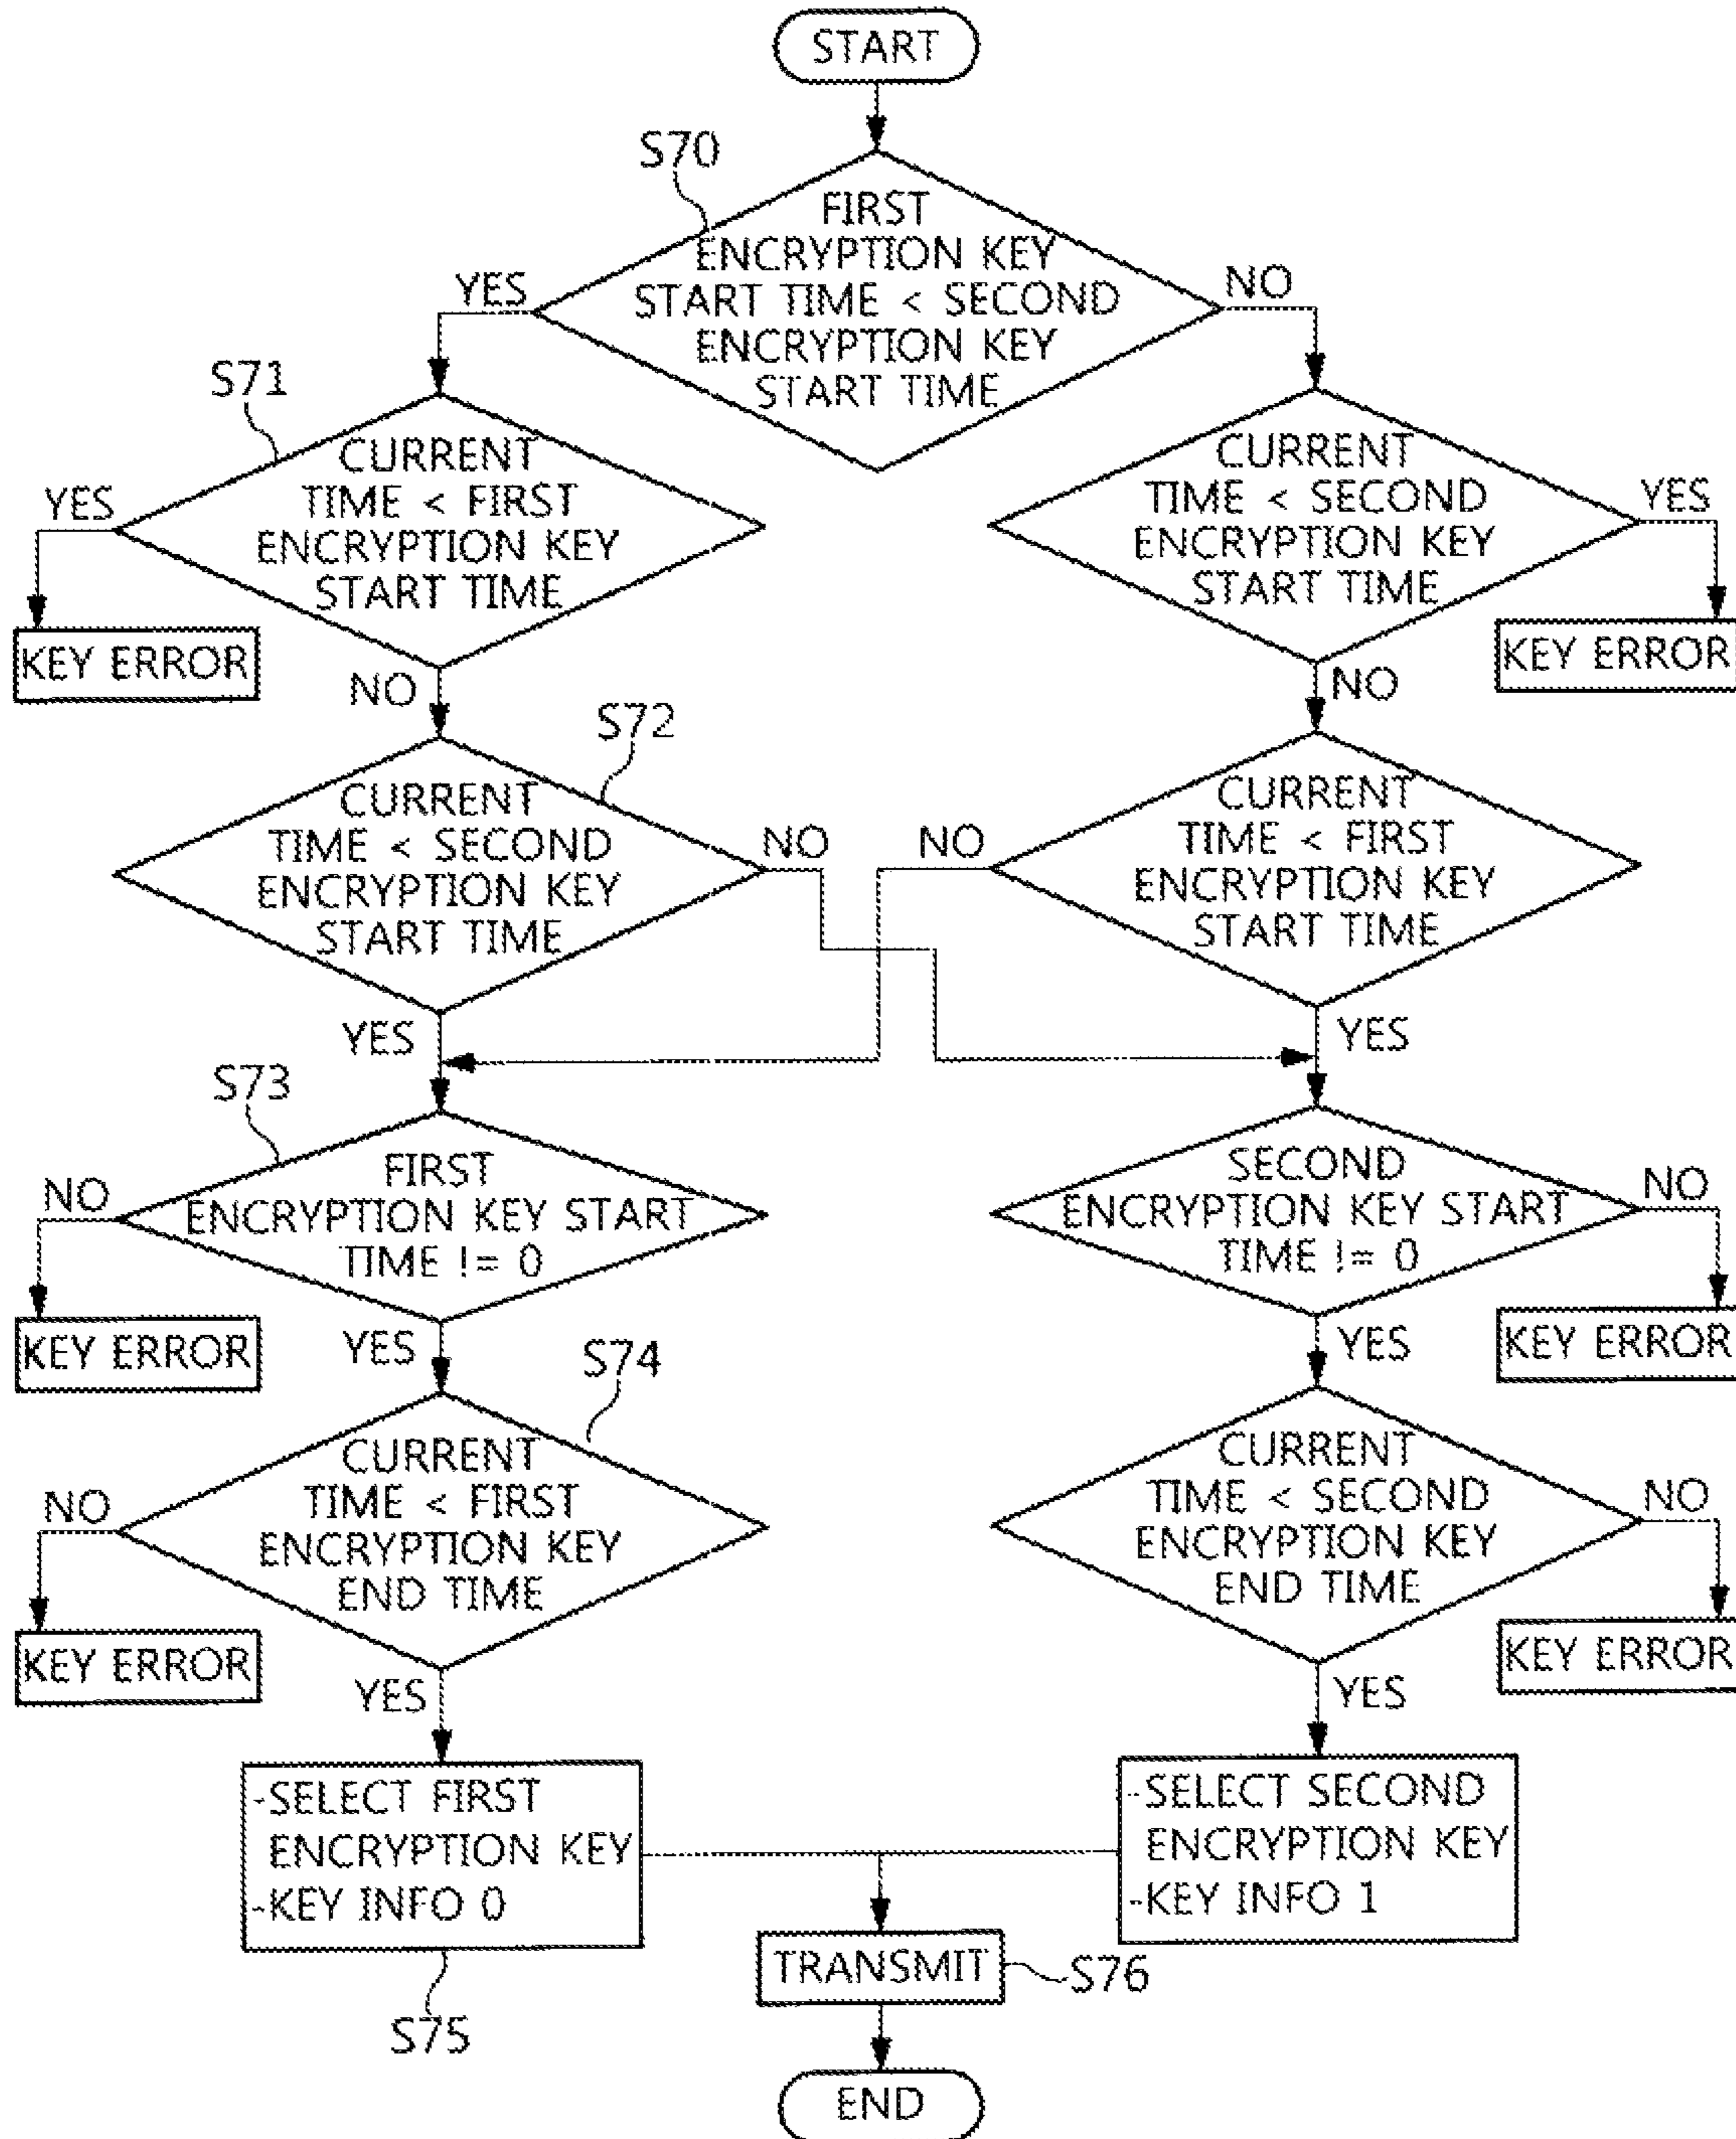 START
S70
FIRST
ENCRYPTION KEY
START TIME < SECOND
ENCRYPTION KEY
START TIME
YES
NO
S71
CURRENT
TIME < FIRST
ENCRYPTION KEY
START TIME
YES
KEY ERROR
NO
CURRENT
TIME < SECOND
ENCRYPTION KEY
START TIME
YES
KEY ERROR
NO
S72
CURRENT
TIME < SECOND
ENCRYPTION KEY
START TIME
NO
YES
CURRENT
TIME < FIRST
ENCRYPTION KEY
START TIME
NO
YES
S73
FIRST
ENCRYPTION KEY START
TIME != 0
NO
KEY ERROR
YES
SECOND
ENCRYPTION KEY START
TIME != 0
NO
KEY ERROR
YES
S74
CURRENT
TIME < FIRST
ENCRYPTION KEY
END TIME
NO
KEY ERROR
YES
CURRENT
TIME < SECOND
ENCRYPTION KEY
END TIME
NO
KEY ERROR
YES
-SELECT FIRST
ENCRYPTION KEY
-KEY INFO 0
S75
-SELECT SECOND
ENCRYPTION KEY
-KEY INFO 1
TRANSMIT
S76
END